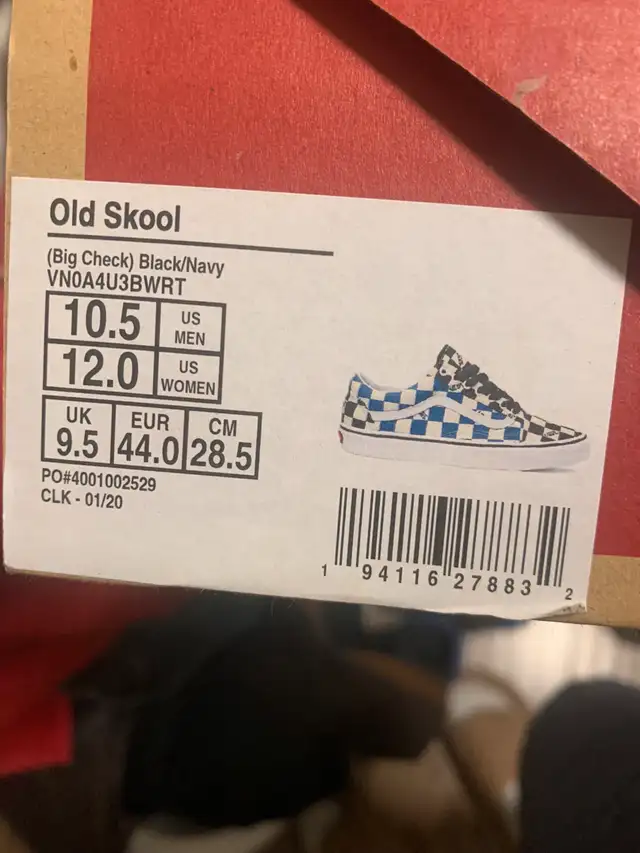 Old Skool
(Big Check) Black/Navy
VN0A4U3BWRT
10.5 US MEN
12.0 US WOMEN
UK EUR CM
9.5 44.0 28.5
PO#4001002529
CLK - 01/20
1 94116 27883 2